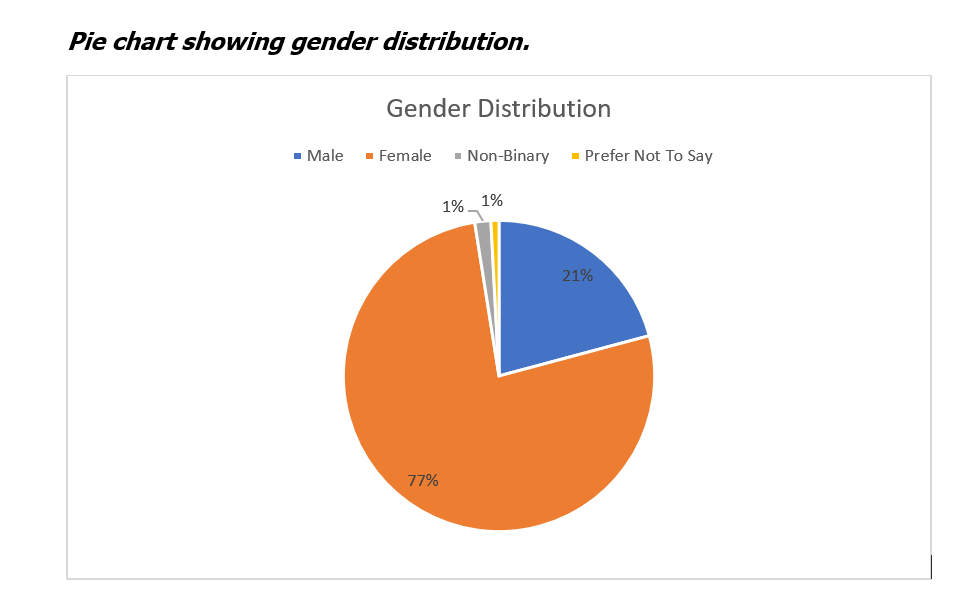 Pie chart showing gender distribution.
Gender Distribution
Male Female Non-Binary Prefer Not To Say
1% 1%
21%
77%